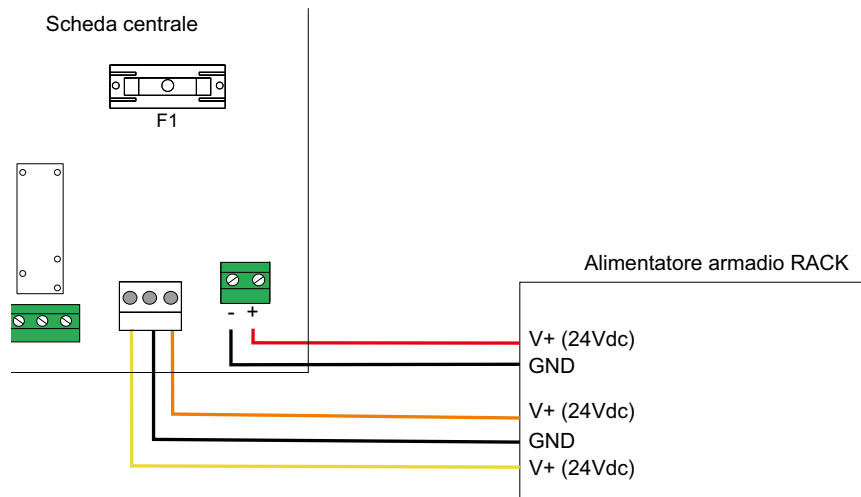 Scheda centrale
F1
Alimentatore armadio RACK
- +
V+ (24Vdc)
GND
V+ (24Vdc)
GND
V+ (24Vdc)